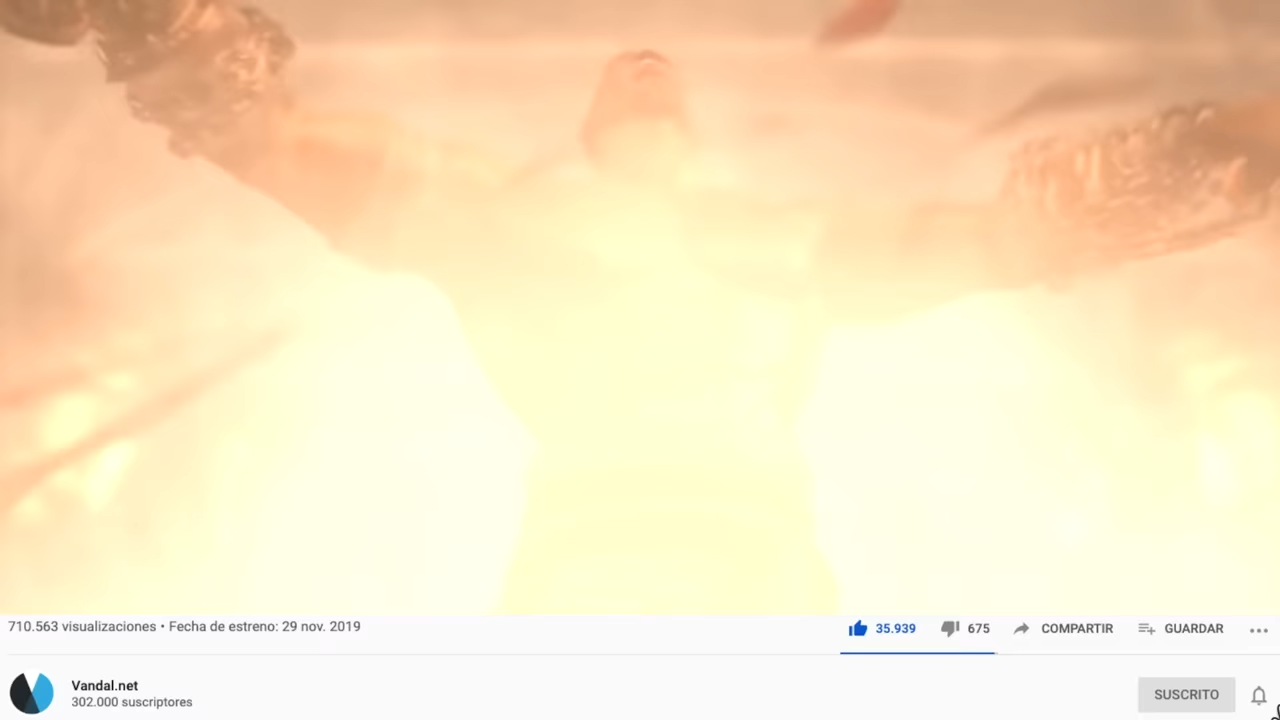 710.563 visualizaciones • Fecha de estreno: 29 nov. 2019
35.939 675 COMPARTIR GUARDAR
Vandal.net
302.000 suscriptores
SUSCRITO